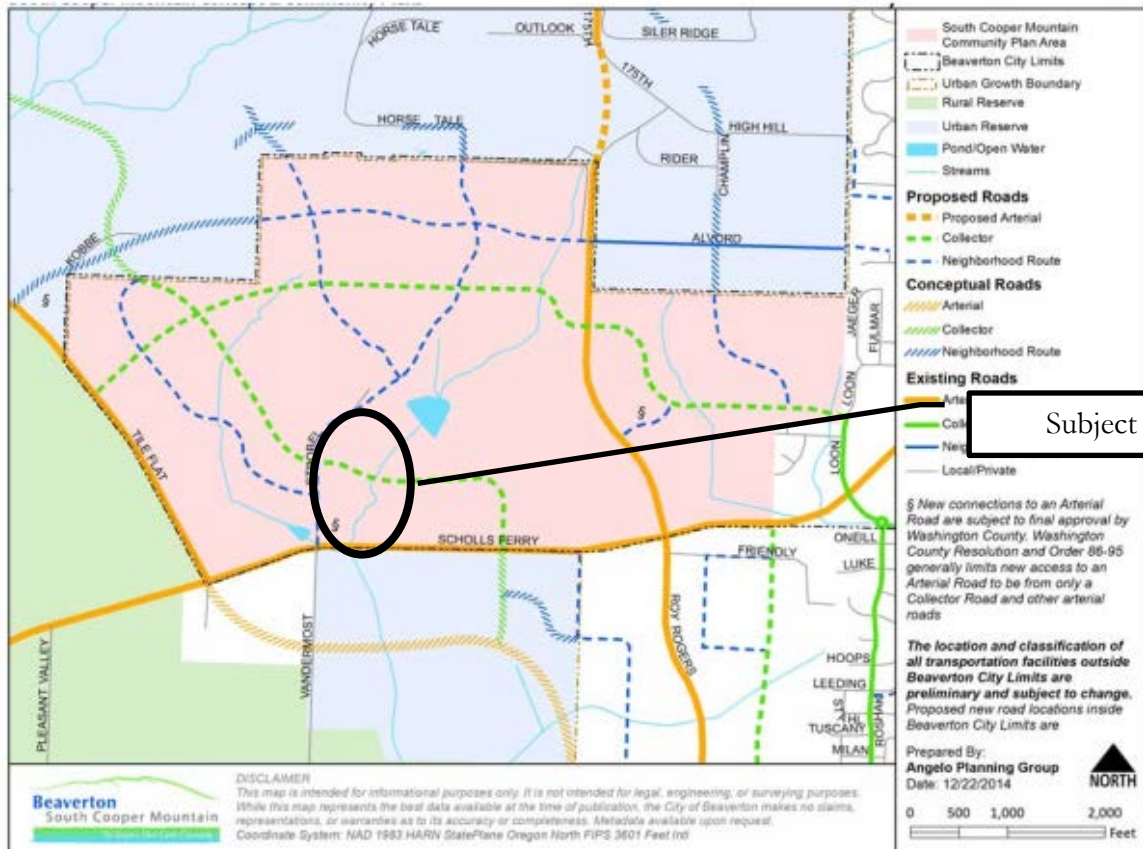 HORSE TALE
OUTLOOK
175TH
SILER RIDGE
175TH
HORSE TALE
HIGH HILL
RIDER
CHAMPLIN
KOBBE
ALVORD
§
JAEGER
FULMAR
LOON
§
TILE FLAT
STROBEL
LOON
§
SCHOLLS FERRY
FRIENDLY
ONEILL
LUKE
VANDERMOST
ROY ROGERS
HOOPS
LEEDING
PLEASANT VALLEY
TUSCANY
MILAN
ROSHAK
South Cooper Mountain
Community Plan Area
Beaverton City Limits
Urban Growth Boundary
Rural Reserve
Urban Reserve
Pond/Open Water
Streams
Proposed Roads
Proposed Arterial
Collector
Neighborhood Route
Conceptual Roads
Arterial
Collector
Neighborhood Route
Existing Roads
Subject
Local/Private
§ New connections to an Arterial
Road are subject to final approval by
Washington County. Washington
County Resolution and Order 86-95
generally limits new access to an
Arterial Road to be from only a
Collector Road and other arterial
roads
The location and classification of
all transportation facilities outside
Beaverton City Limits are
preliminary and subject to change.
Proposed new road locations inside
Beaverton City Limits are
Prepared By:
Angelo Planning Group
Date: 12/22/2014
NORTH
0 500 1,000 2,000
Feet
Beaverton
South Cooper Mountain
DISCLAIMER
This map is intended for informational purposes only. It is not intended for legal, engineering, or surveying purposes.
While this map represents the best data available at the time of publication, the City of Beaverton makes no claims,
representations, or warranties as to its accuracy or completeness. Metadata available upon request.
Coordinate System: NAD 1983 HARN StatePlane Oregon North FIPS 3601 Feet Intl